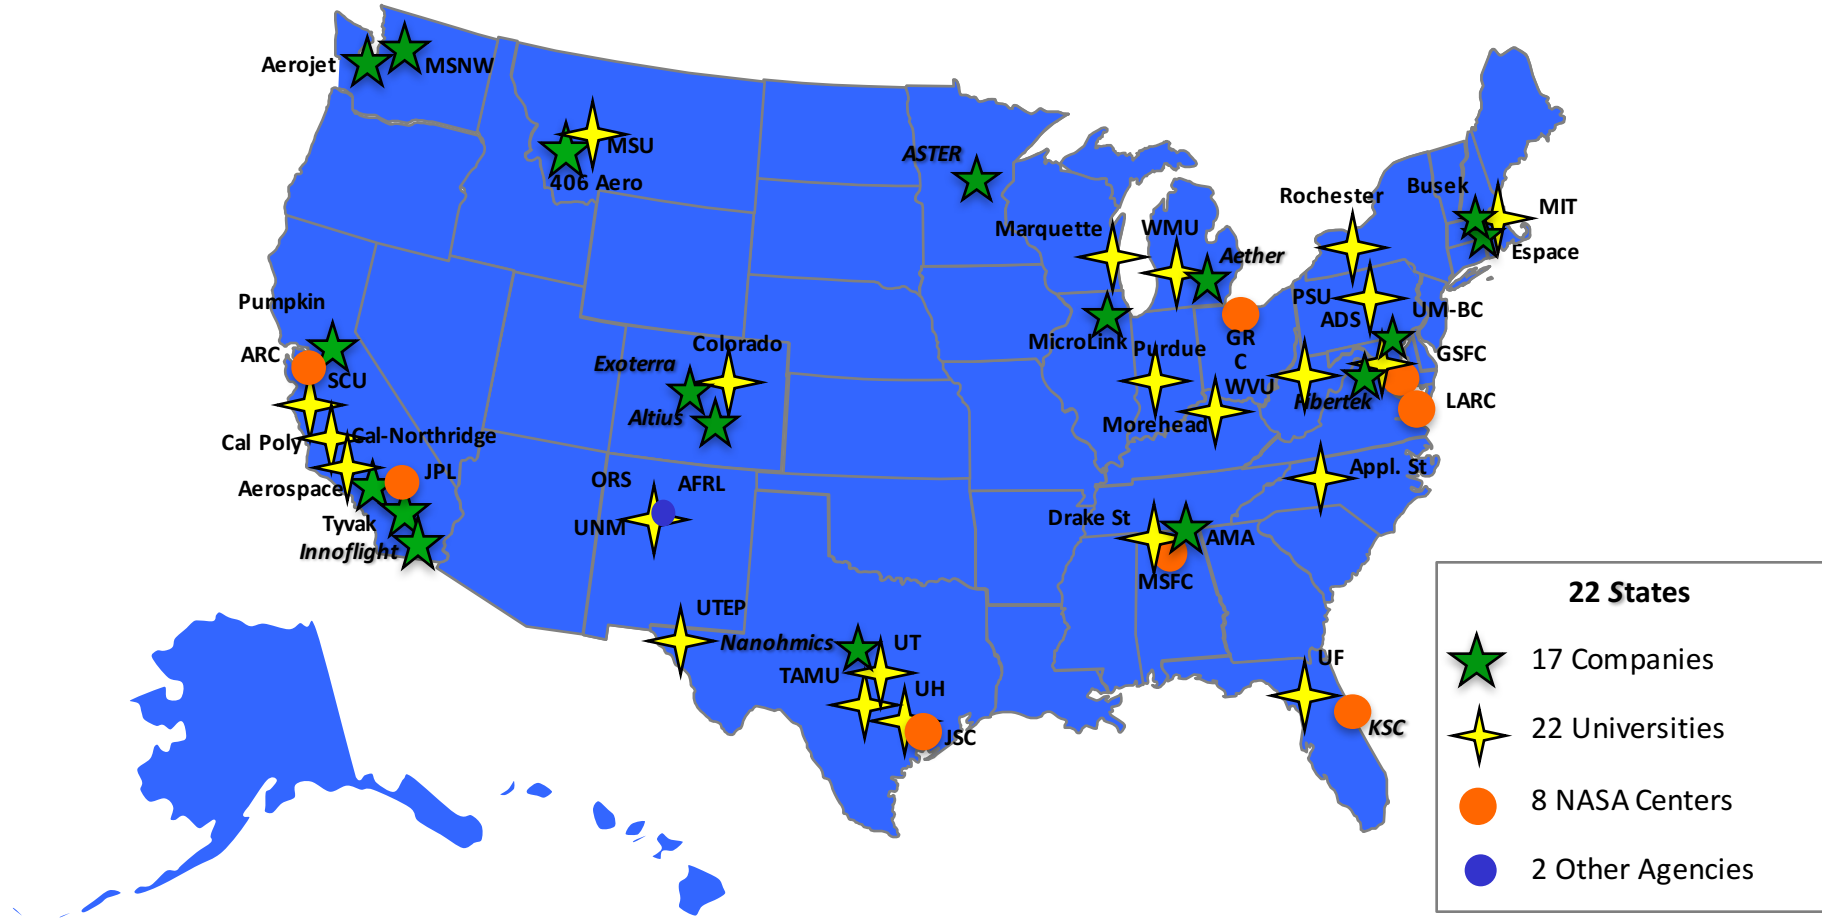 Aerojet
MSNW
MSU
406 Aero
ASTER
Rochester
Busek
MIT
Espace
Marquette
WMU
Aether
Pumpkin
PSU
ADS
UM-BC
ARC
SCU
Exoterra
Colorado
MicroLink
Purdue
GR
C
GSFC
Altius
WVU
Fibertek
LARC
Morehead
Cal Poly
Cal-Northridge
JPL
Aerospace
Tyvak
Innoflight
ORS
AFRL
UNM
Appl. St
Drake St
AMA
MSFC
UTEP
Nanohmics
UT
TAMU
UH
JSC
UF
KSC
22 States
17 Companies
22 Universities
8 NASA Centers
2 Other Agencies